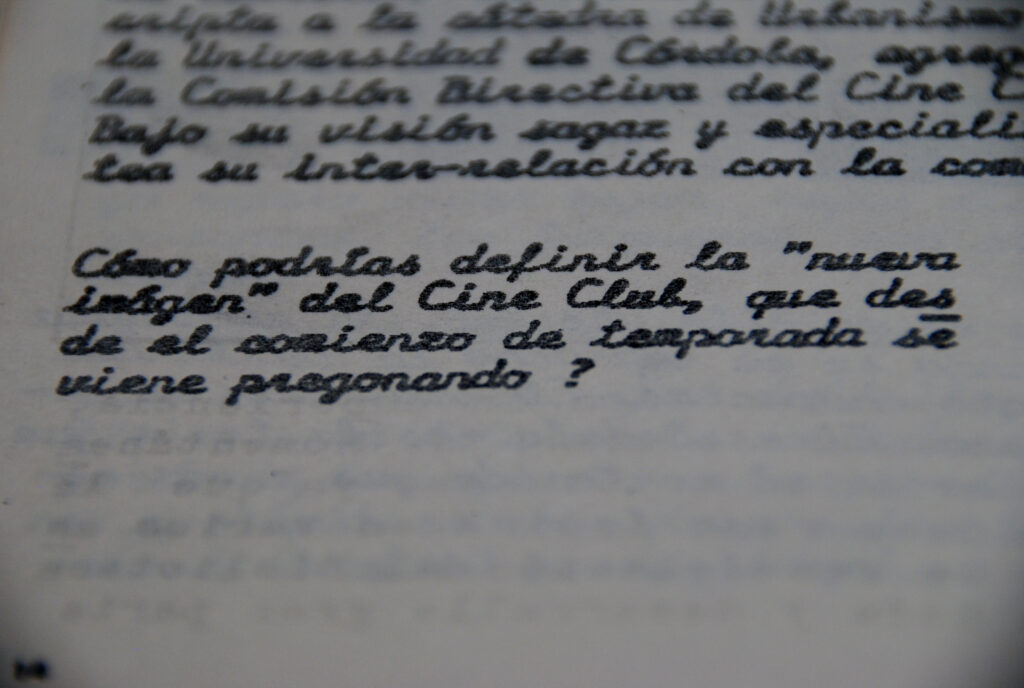 cripta a la cátedra de Urbanismo
la Universidad de Córdoba, agreg
la Comisión Directiva del Cine C
Bajo su visión sagaz y especiali
tea su inter-relación con la com
Cómo podrías definir la "nueva
imágen" del Cine Club, que des
de el comienzo de temporada se
viene pregonando ?